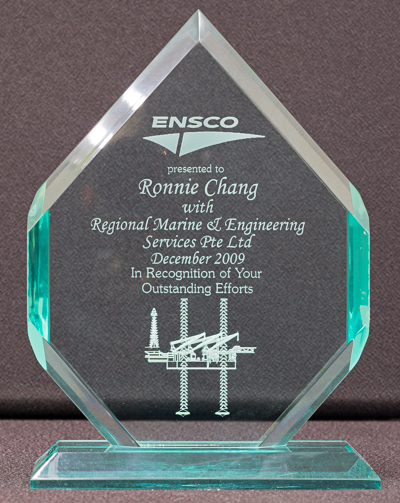 ENSCO
presented to
Ronnie Chang
with
Regional Marine & Engineering
Services Pte Ltd
December 2009
In Recognition of Your
Outstanding Efforts